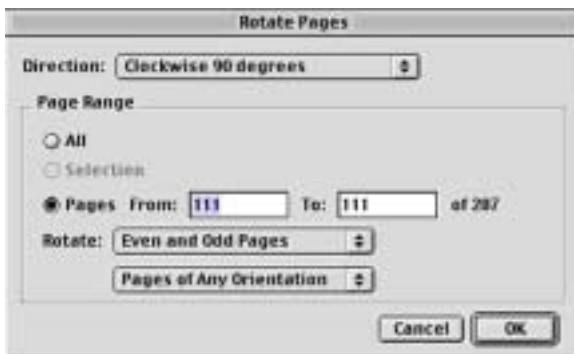 Rotate Pages
Direction: Clockwise 90 degrees
Page Range
All
Selection
Pages From: 111 To: 111 of 287
Rotate: Even and Odd Pages
Pages of Any Orientation
Cancel OK